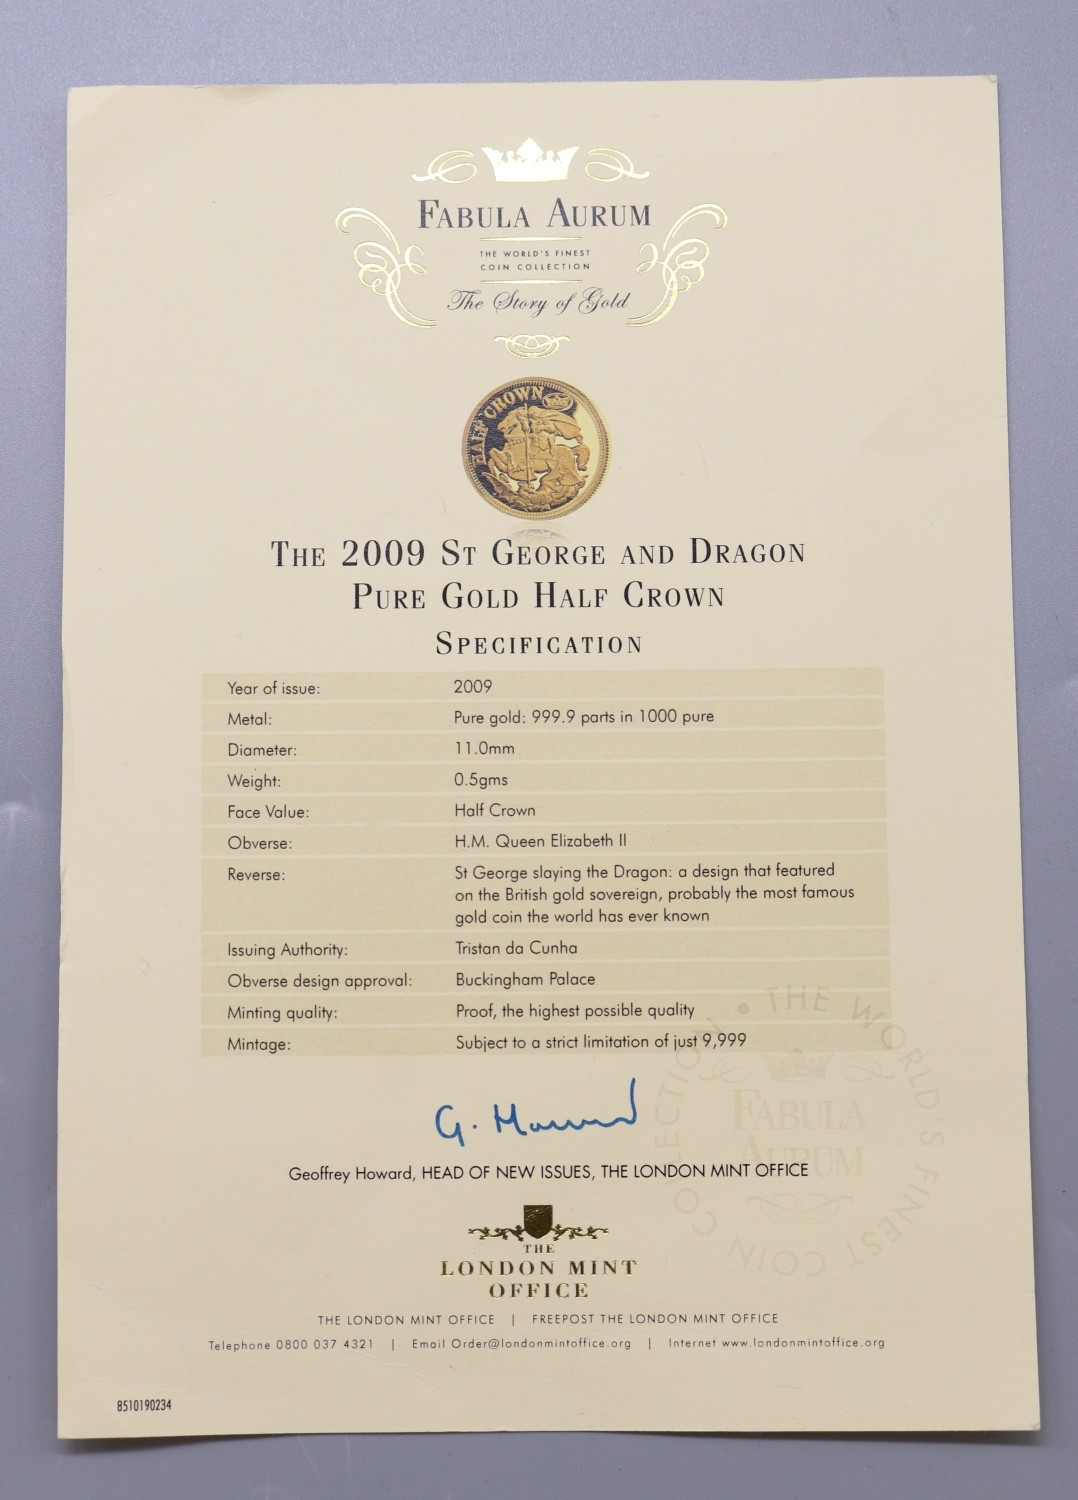 FABULA AURUM
THE WORLD'S FINEST
COIN COLLECTION
The Story of Gold
HALF CROWN
THE 2009 ST GEORGE AND DRAGON
PURE GOLD HALF CROWN
SPECIFICATION
Year of issue: 2009
Metal: Pure gold: 999.9 parts in 1000 pure
Diameter: 11.0mm
Weight: 0.5gms
Face Value: Half Crown
Obverse: H.M. Queen Elizabeth II
Reverse: St George slaying the Dragon: a design that featured
on the British gold sovereign, probably the most famous
gold coin the world has ever known
Issuing Authority: Tristan da Cunha
Obverse design approval: Buckingham Palace
Minting quality: Proof, the highest possible quality
Mintage: Subject to a strict limitation of just 9,999
• THE WORLD'S FINEST COIN COLLECTION
FABULA
AURUM
G. Howard
Geoffrey Howard, HEAD OF NEW ISSUES, THE LONDON MINT OFFICE
THE
LONDON MINT
OFFICE
THE LONDON MINT OFFICE | FREEPOST THE LONDON MINT OFFICE
Telephone 0800 037 4321 | Email Order@londonmintoffice.org | Internet www.londonmintoffice.org
8510190234